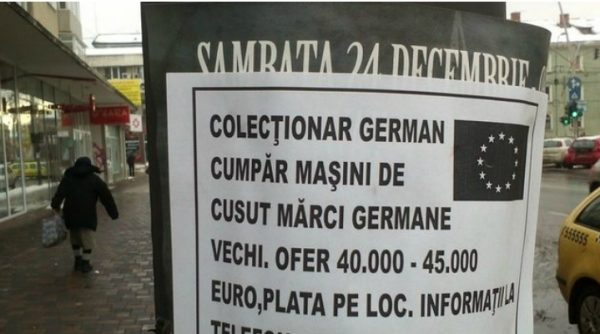 SAMBATA 24 DECEMBRIE
COLECŢIONAR GERMAN
CUMPĂR MAŞINI DE
CUSUT MĂRCI GERMANE
VECHI. OFER 40.000 - 45.000
EURO,PLATA PE LOC. INFORMAŢII LA